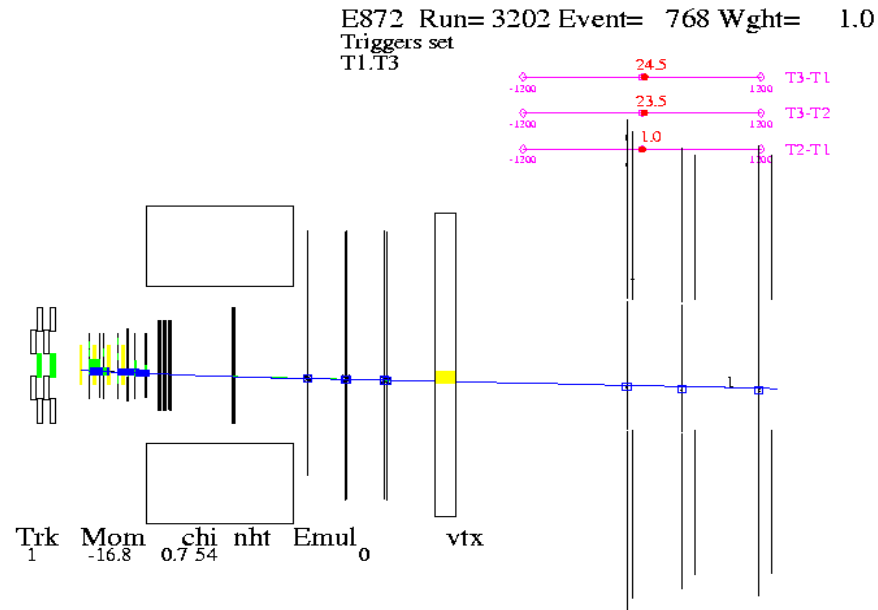 E872 Run= 3202 Event= 768 Wght= 1.0
Triggers set
T1.T3
24.5
-1200 1200 T3-T1
23.5
-1200 1200 T3-T2
1.0
-1200 1200 T2-T1
1
Trk Mom chi nht Emul vtx
1 -16.8 0.7 54 0